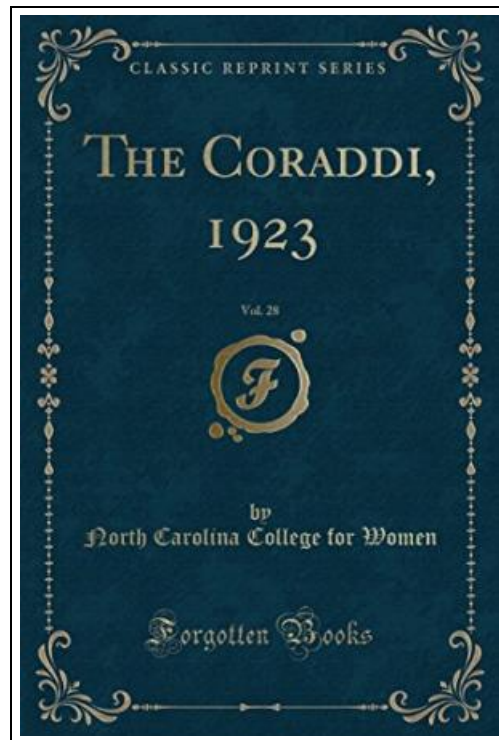 CLASSIC REPRINT SERIES
THE CORADDI,
1923
Vol. 28
F
by
North Carolina College for Women
Forgotten Books